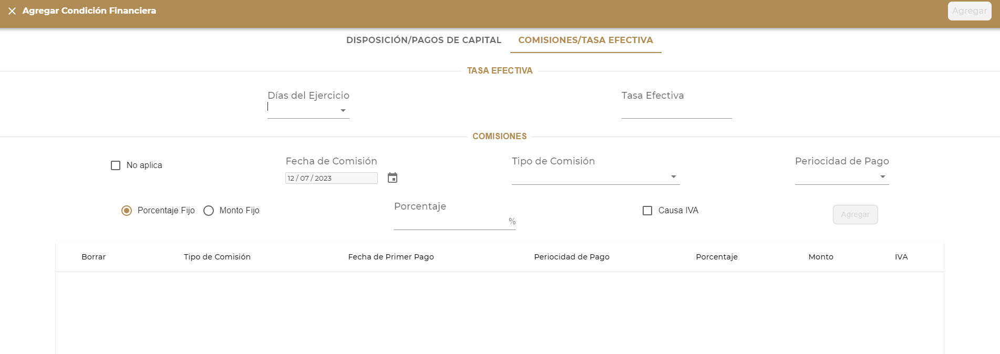 Agregar Condición Financiera
Agregar
DISPOSICIÓN/PAGOS DE CAPITAL
COMISIONES/TASA EFECTIVA
TASA EFECTIVA
Días del Ejercicio
Tasa Efectiva
COMISIONES
No aplica
Fecha de Comisión
12 / 07 / 2023
Tipo de Comisión
Periocidad de Pago
Porcentaje Fijo
Monto Fijo
Porcentaje
%
Causa IVA
Agregar
Borrar
Tipo de Comisión
Fecha de Primer Pago
Periocidad de Pago
Porcentaje
Monto
IVA